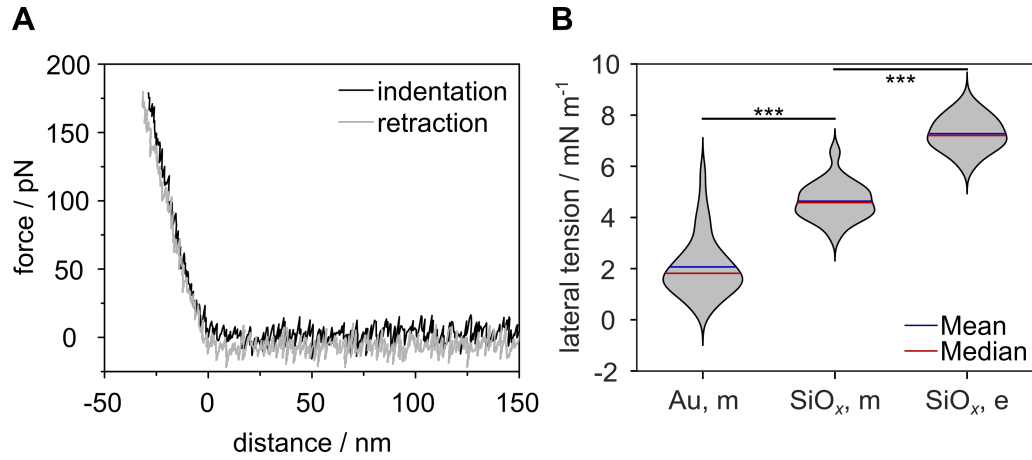 A
200
150
100
50
0
-50
0
50
100
150
force / pN
distance / nm
indentation
retraction
B
10
8
6
4
2
0
-2
lateral tension / mN m⁻¹
***
***
Mean
Median
Au, m
SiOₓ, m
SiOₓ, e